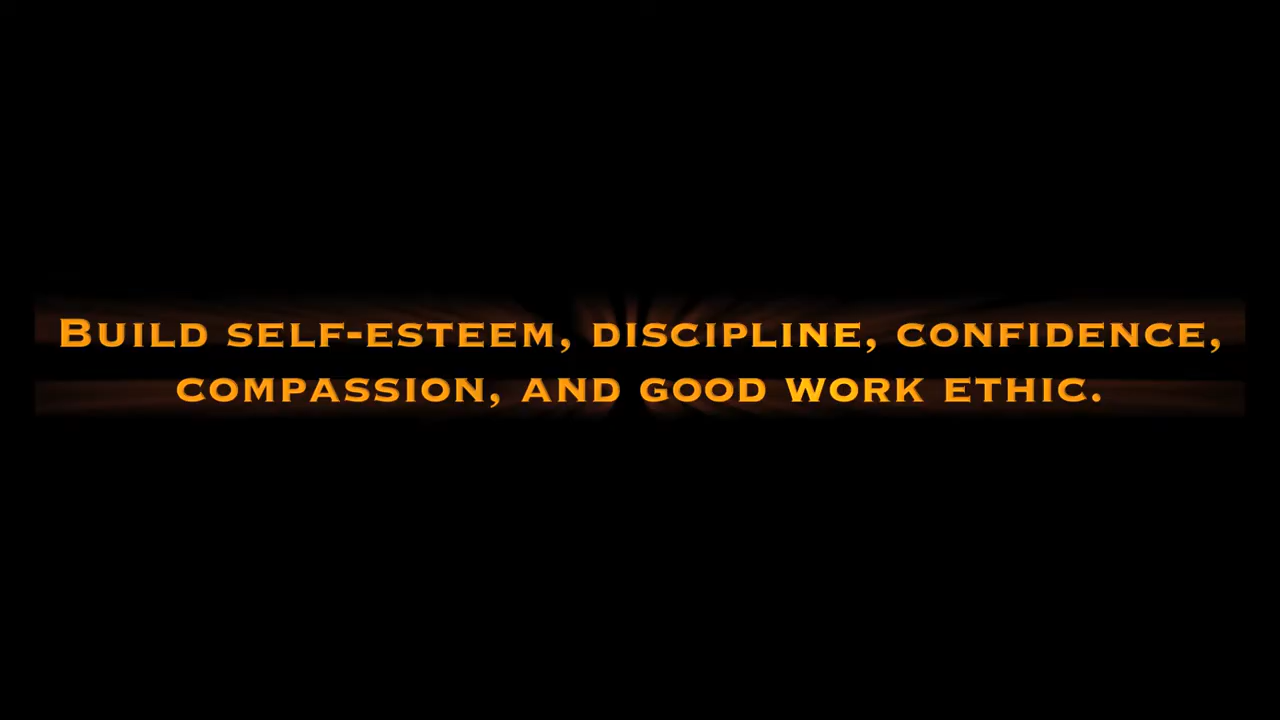 Build self-esteem, discipline, confidence,
compassion, and good work ethic.